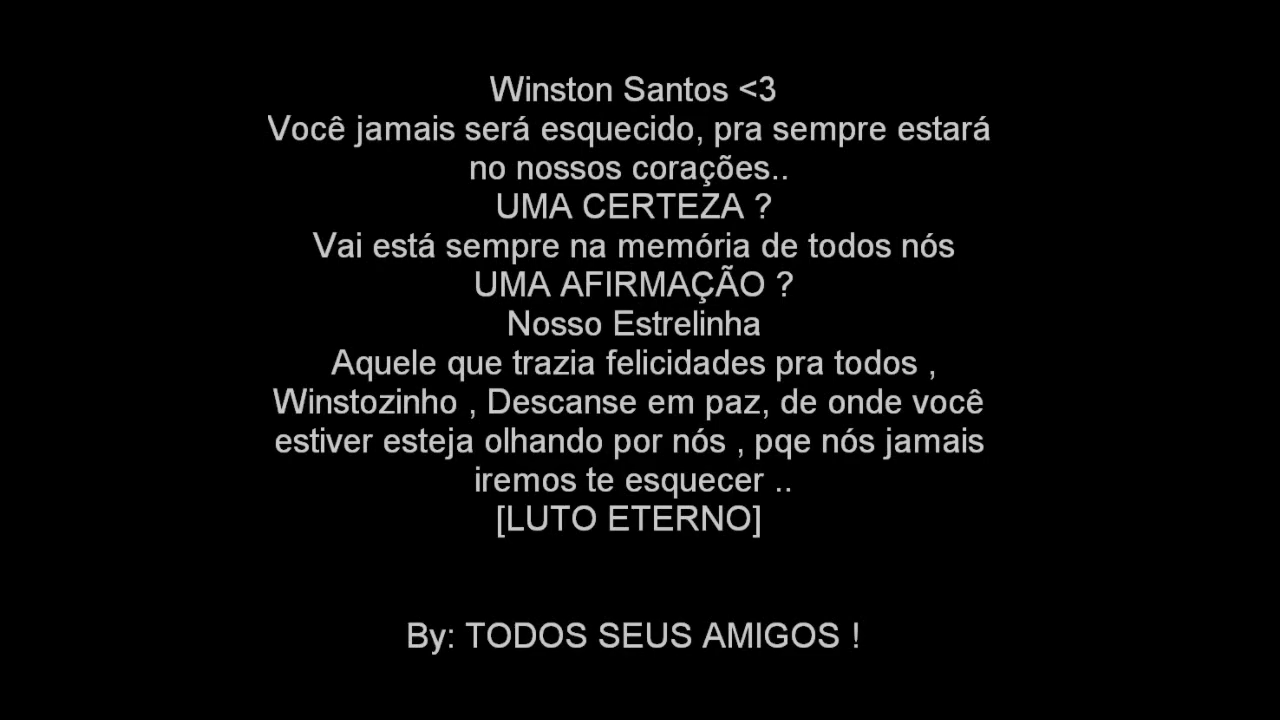 Winston Santos <3
Você jamais será esquecido, pra sempre estará
no nossos corações..
UMA CERTEZA ?
Vai está sempre na memória de todos nós
UMA AFIRMAÇÃO ?
Nosso Estrelinha
Aquele que trazia felicidades pra todos ,
Winstozinho , Descanse em paz, de onde você
estiver esteja olhando por nós , pqe nós jamais
iremos te esquecer ..
[LUTO ETERNO]
By: TODOS SEUS AMIGOS !